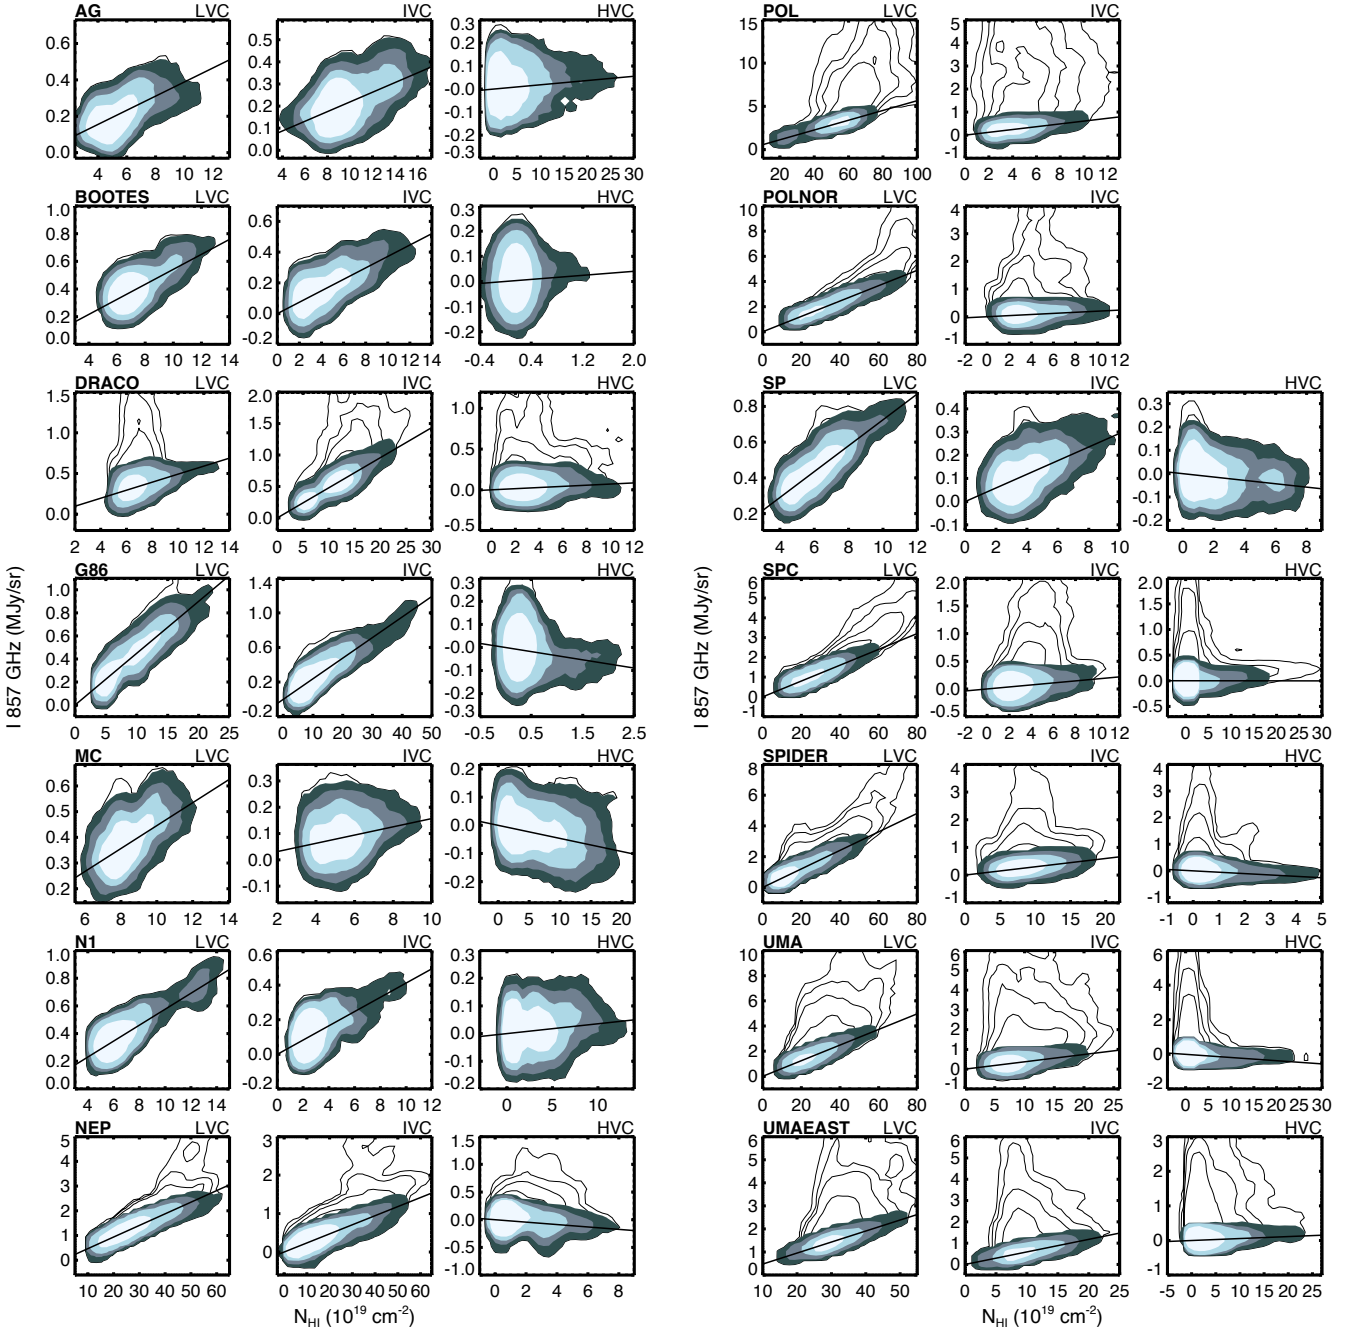 AG LVC IVC HVC POL LVC IVC
0.6 0.4 0.2 0.0
4 6 8 10 12
0.5 0.4 0.3 0.2 0.1 0.0
4 6 8 10 12 14 16
0.3 0.2 0.1 -0.0 -0.1 -0.2 -0.3
0 5 10 15 20 25 30
15 10 5 0
20 40 60 80 100
5 4 3 2 1 0 -1
0 2 4 6 8 10 12
BOOTES LVC IVC HVC POLNOR LVC IVC
1.0 0.8 0.6 0.4 0.2 0.0
4 6 8 10 12 14
0.6 0.4 0.2 0.0 -0.2
0 2 4 6 8 10 12 14
0.3 0.2 0.1 0.0 -0.1 -0.2
-0.4 0.4 1.2 2.0
10 8 6 4 2 0
0 20 40 60 80
4 3 2 1 0 -1
-2 0 2 4 6 8 10 12
DRACO LVC IVC HVC SP LVC IVC HVC
1.5 1.0 0.5 0.0
2 4 6 8 10 12 14
2.0 1.5 1.0 0.5 0.0
0 5 10 15 20 25 30
1.0 0.5 0.0 -0.5
0 2 4 6 8 10 12
0.8 0.6 0.4 0.2
4 6 8 10 12
0.4 0.3 0.2 0.1 0.0 -0.1
0 2 4 6 8 10
0.3 0.2 0.1 0.0 -0.1 -0.2
0 2 4 6 8
I 857 GHz (MJy/sr)
I 857 GHz (MJy/sr)
G86 LVC IVC HVC SPC LVC IVC HVC
1.0 0.8 0.6 0.4 0.2 0.0
0 5 10 15 20 25
1.4 1.0 0.6 0.2 -0.2
0 10 20 30 40 50
0.3 0.2 0.1 -0.0 -0.1 -0.2 -0.3
-0.5 0.5 1.5 2.5
6 5 4 3 2 1 0 -1
0 20 40 60 80
2.0 1.5 1.0 0.5 0.0 -0.5
-2 0 2 4 6 8 10 12
2.0 1.5 1.0 0.5 0.0 -0.5
0 5 10 15 20 25 30
MC LVC IVC HVC SPIDER LVC IVC HVC
0.6 0.5 0.4 0.3 0.2
6 8 10 12 14
0.3 0.2 0.1 0.0 -0.1
2 4 6 8 10
0.2 0.1 0.0 -0.1 -0.2
0 5 10 15 20
8 6 4 2 0
0 20 40 60 80
4 3 2 1 0 -1
0 5 10 15 20
4 3 2 1 0 -1
-1 0 1 2 3 4 5
N1 LVC IVC HVC UMA LVC IVC HVC
1.0 0.8 0.6 0.4 0.2 0.0
4 6 8 10 12 14
0.6 0.4 0.2 0.0 -0.2
0 2 4 6 8 10 12
0.3 0.2 0.1 0.0 -0.1 -0.2
0 5 10
10 8 6 4 2 0
0 20 40 60 80
6 5 4 3 2 1 0 -1
0 5 10 15 20 25
6 4 2 0 -2
0 5 10 15 20 25 30
NEP LVC IVC HVC UMAEAST LVC IVC HVC
5 4 3 2 1 0
10 20 30 40 50 60
3 2 1 0
0 10 20 30 40 50 60
1.5 1.0 0.5 0.0 -0.5 -1.0
0 2 4 6 8
6 5 4 3 2 1 0
10 20 30 40 50
6 5 4 3 2 1 0
0 5 10 15 20 25
3 2 1 0 -1
0 5 10 15 20 25
N_HI (10^19 cm^-2)
N_HI (10^19 cm^-2)